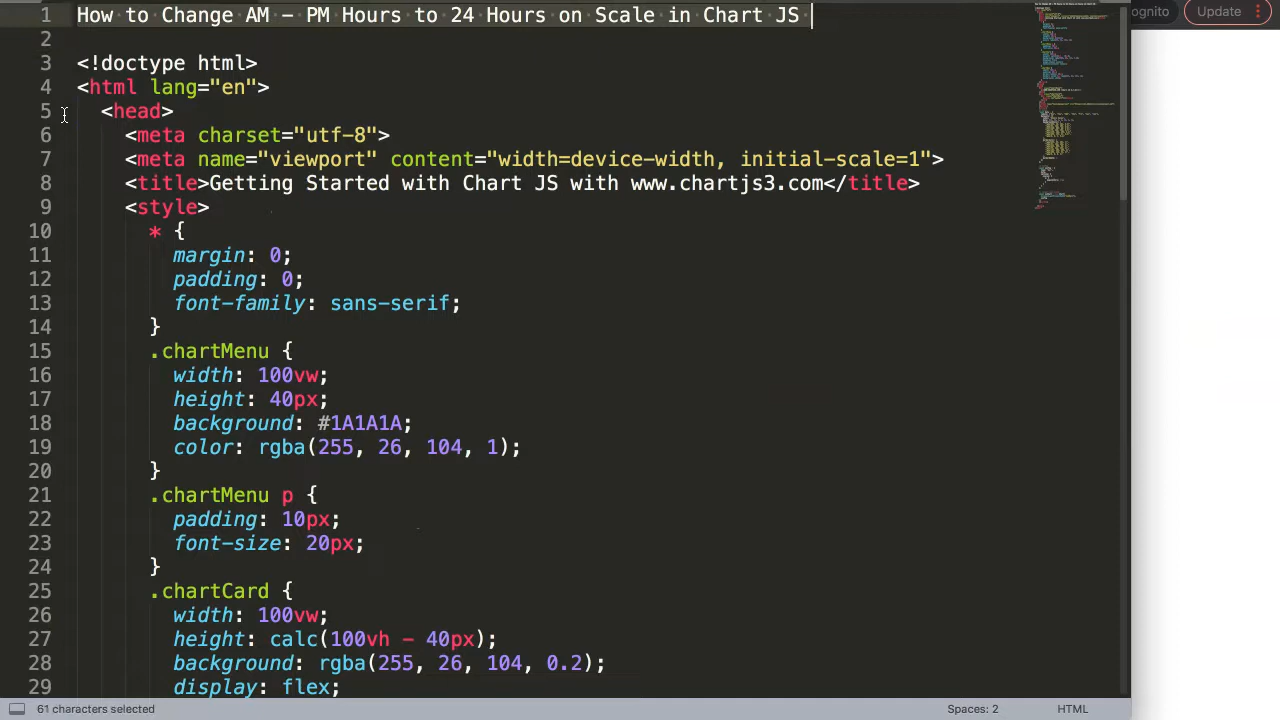 1 How to Change AM - PM Hours to 24 Hours on Scale in Chart JS
ognito Update
2
3 <!doctype html>
4 <html lang="en">
5 <head>
6 <meta charset="utf-8">
7 <meta name="viewport" content="width=device-width, initial-scale=1">
8 <title>Getting Started with Chart JS with www.chartjs3.com</title>
9 <style>
10 * {
11 margin: 0;
12 padding: 0;
13 font-family: sans-serif;
14 }
15 .chartMenu {
16 width: 100vw;
17 height: 40px;
18 background: #1A1A1A;
19 color: rgba(255, 26, 104, 1);
20 }
21 .chartMenu p {
22 padding: 10px;
23 font-size: 20px;
24 }
25 .chartCard {
26 width: 100vw;
27 height: calc(100vh - 40px);
28 background: rgba(255, 26, 104, 0.2);
29 display: flex;
61 characters selected Spaces: 2 HTML